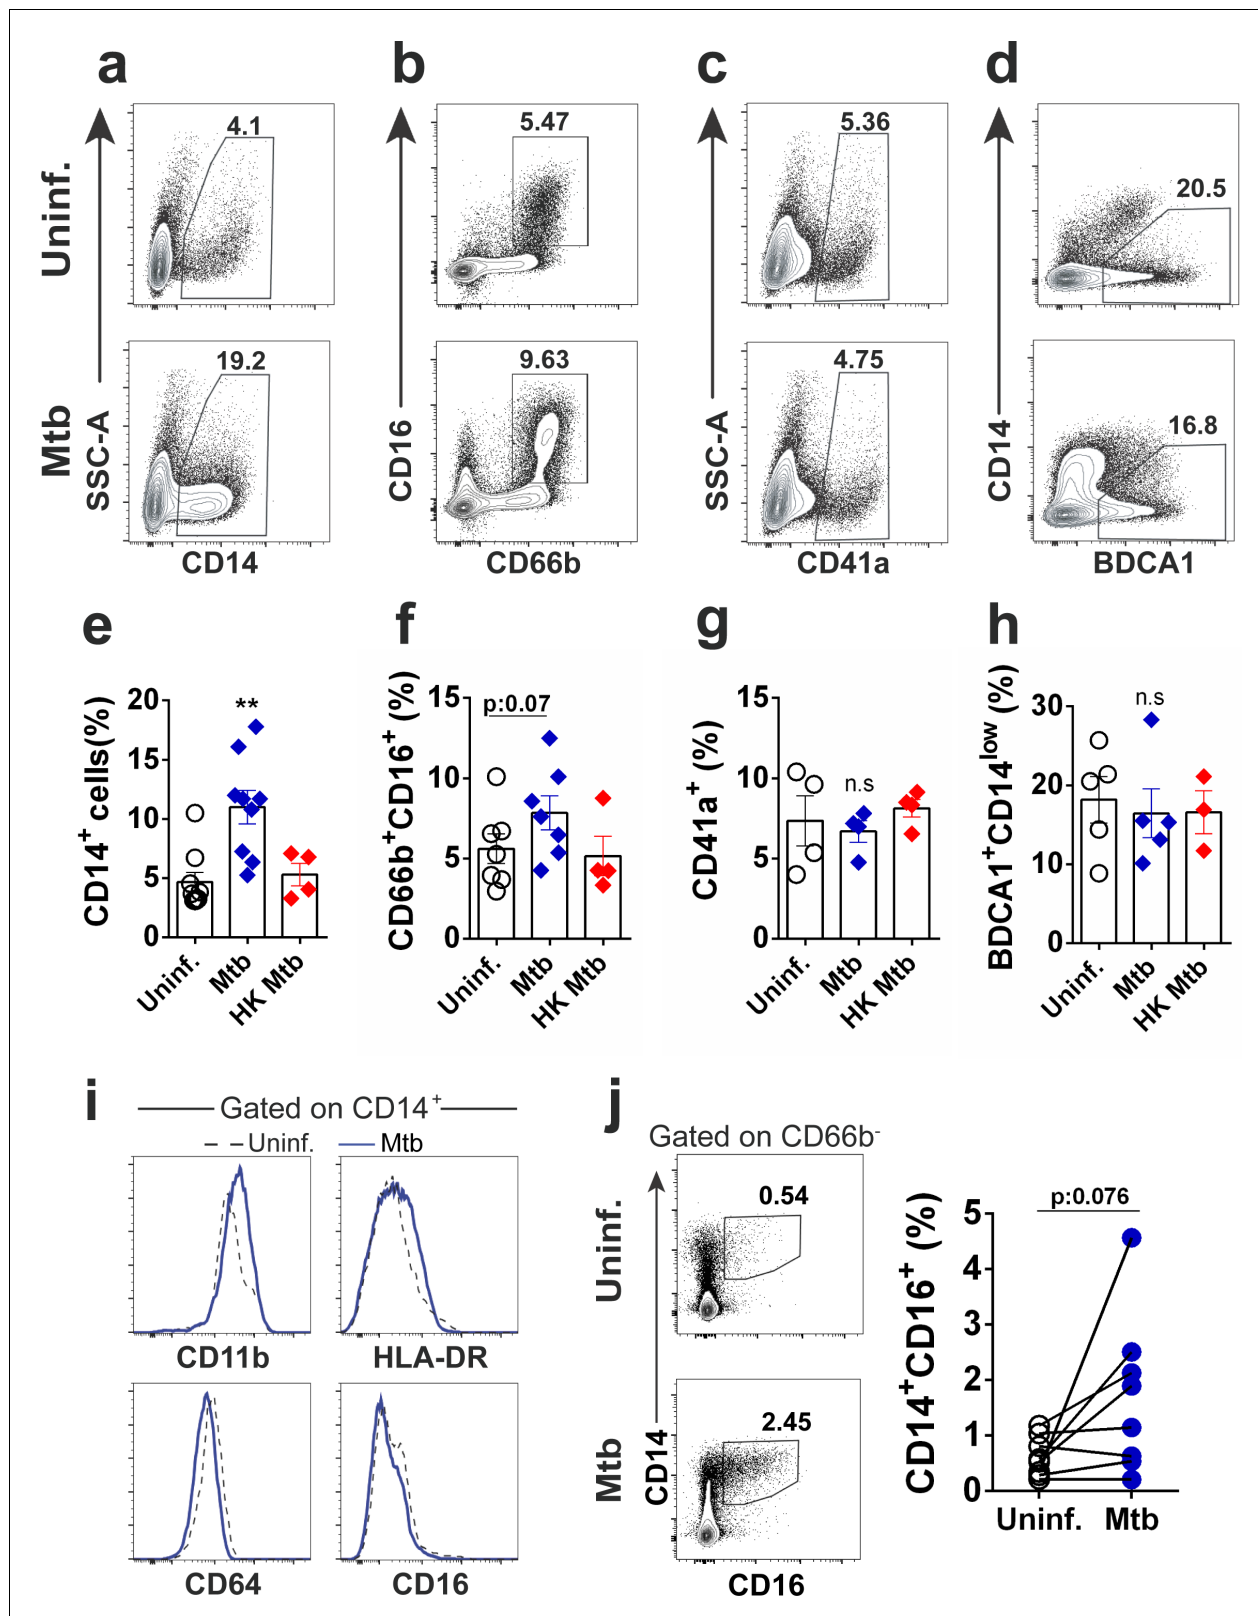 a
b
c
d
Uninf.
4.1
5.47
5.36
20.5
Mtb
19.2
9.63
4.75
16.8
SSC-A
CD16
SSC-A
CD14
CD14
CD66b
CD41a
BDCA1
e
f
g
h
CD14+ cells(%)
20
15
10
5
0
**
Uninf.
Mtb
HK Mtb
CD66b+CD16+ (%)
15
10
5
0
p:0.07
Uninf.
Mtb
HK Mtb
CD41a+ (%)
15
10
5
0
n.s
Uninf.
Mtb
HK Mtb
BDCA1+CD14low (%)
30
20
10
0
n.s
Uninf.
Mtb
HK Mtb
i
Gated on CD14+
Uninf.
Mtb
CD11b
HLA-DR
CD64
CD16
j
Gated on CD66b-
Uninf.
0.54
Mtb
2.45
CD14
CD16
CD14+CD16+ (%)
p:0.076
5
4
3
2
1
0
Uninf.
Mtb